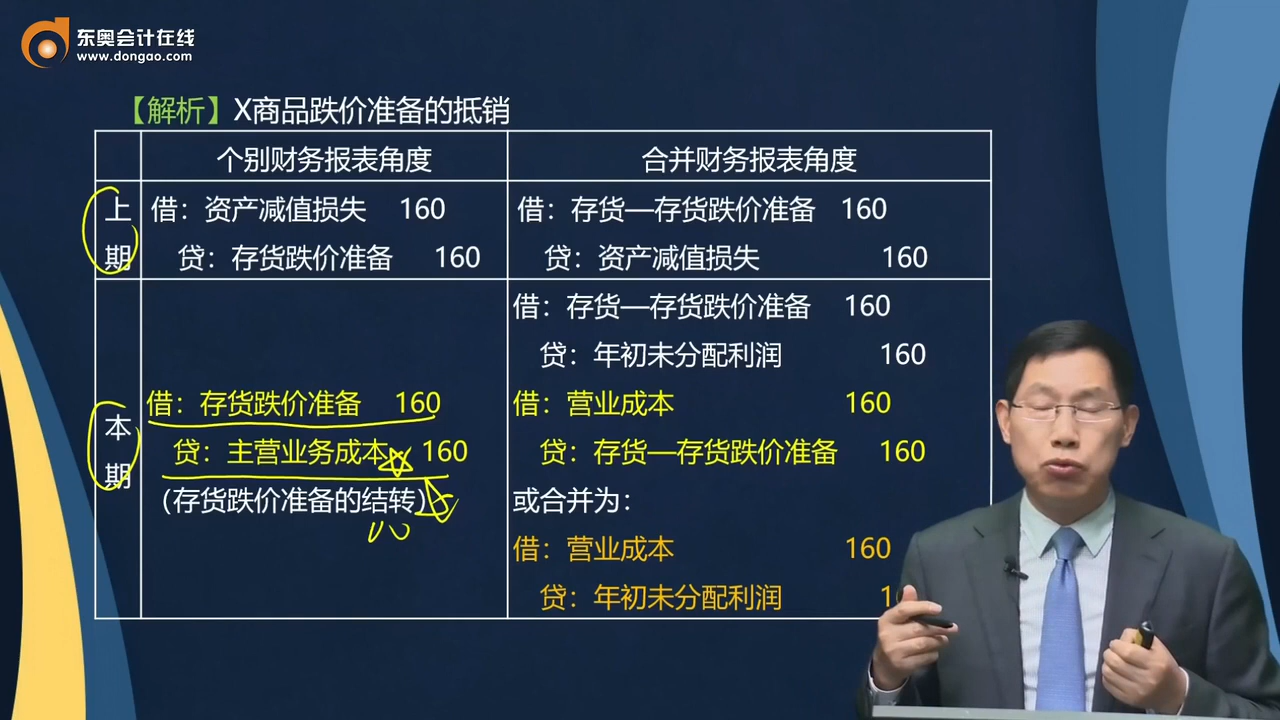 东奥会计在线
www.dongao.com
【解析】X商品跌价准备的抵销
个别财务报表角度
合并财务报表角度
上期
借：资产减值损失 160
贷：存货跌价准备 160
借：存货—存货跌价准备 160
贷：资产减值损失 160
本期
借：存货跌价准备 160
贷：主营业务成本 160
（存货跌价准备的结转）
借：存货—存货跌价准备 160
贷：年初未分配利润 160
借：营业成本 160
贷：存货—存货跌价准备 160
或合并为：
借：营业成本 160
贷：年初未分配利润